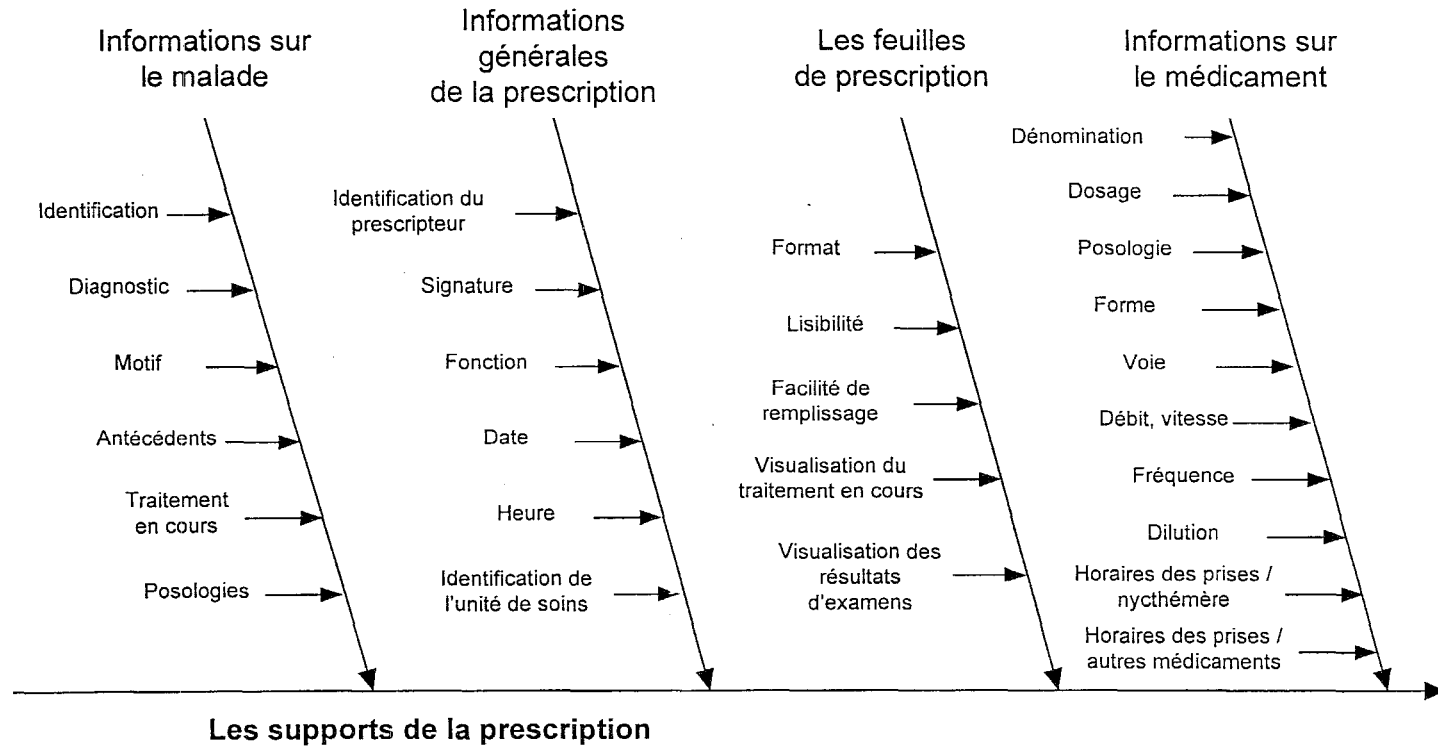 Informations sur
le malade
Identification
Diagnostic
Motif
Antécédents
Traitement
en cours
Posologies
Informations
générales
de la prescription
Identification du
prescripteur
Signature
Fonction
Date
Heure
Identification de
l'unité de soins
Les feuilles
de prescription
Format
Lisibilité
Facilité de
remplissage
Visualisation du
traitement en cours
Visualisation des
résultats
d'examens
Informations sur
le médicament
Dénomination
Dosage
Posologie
Forme
Voie
Débit, vitesse
Fréquence
Dilution
Horaires des prises /
nycthémère
Horaires des prises /
autres médicaments
Les supports de la prescription